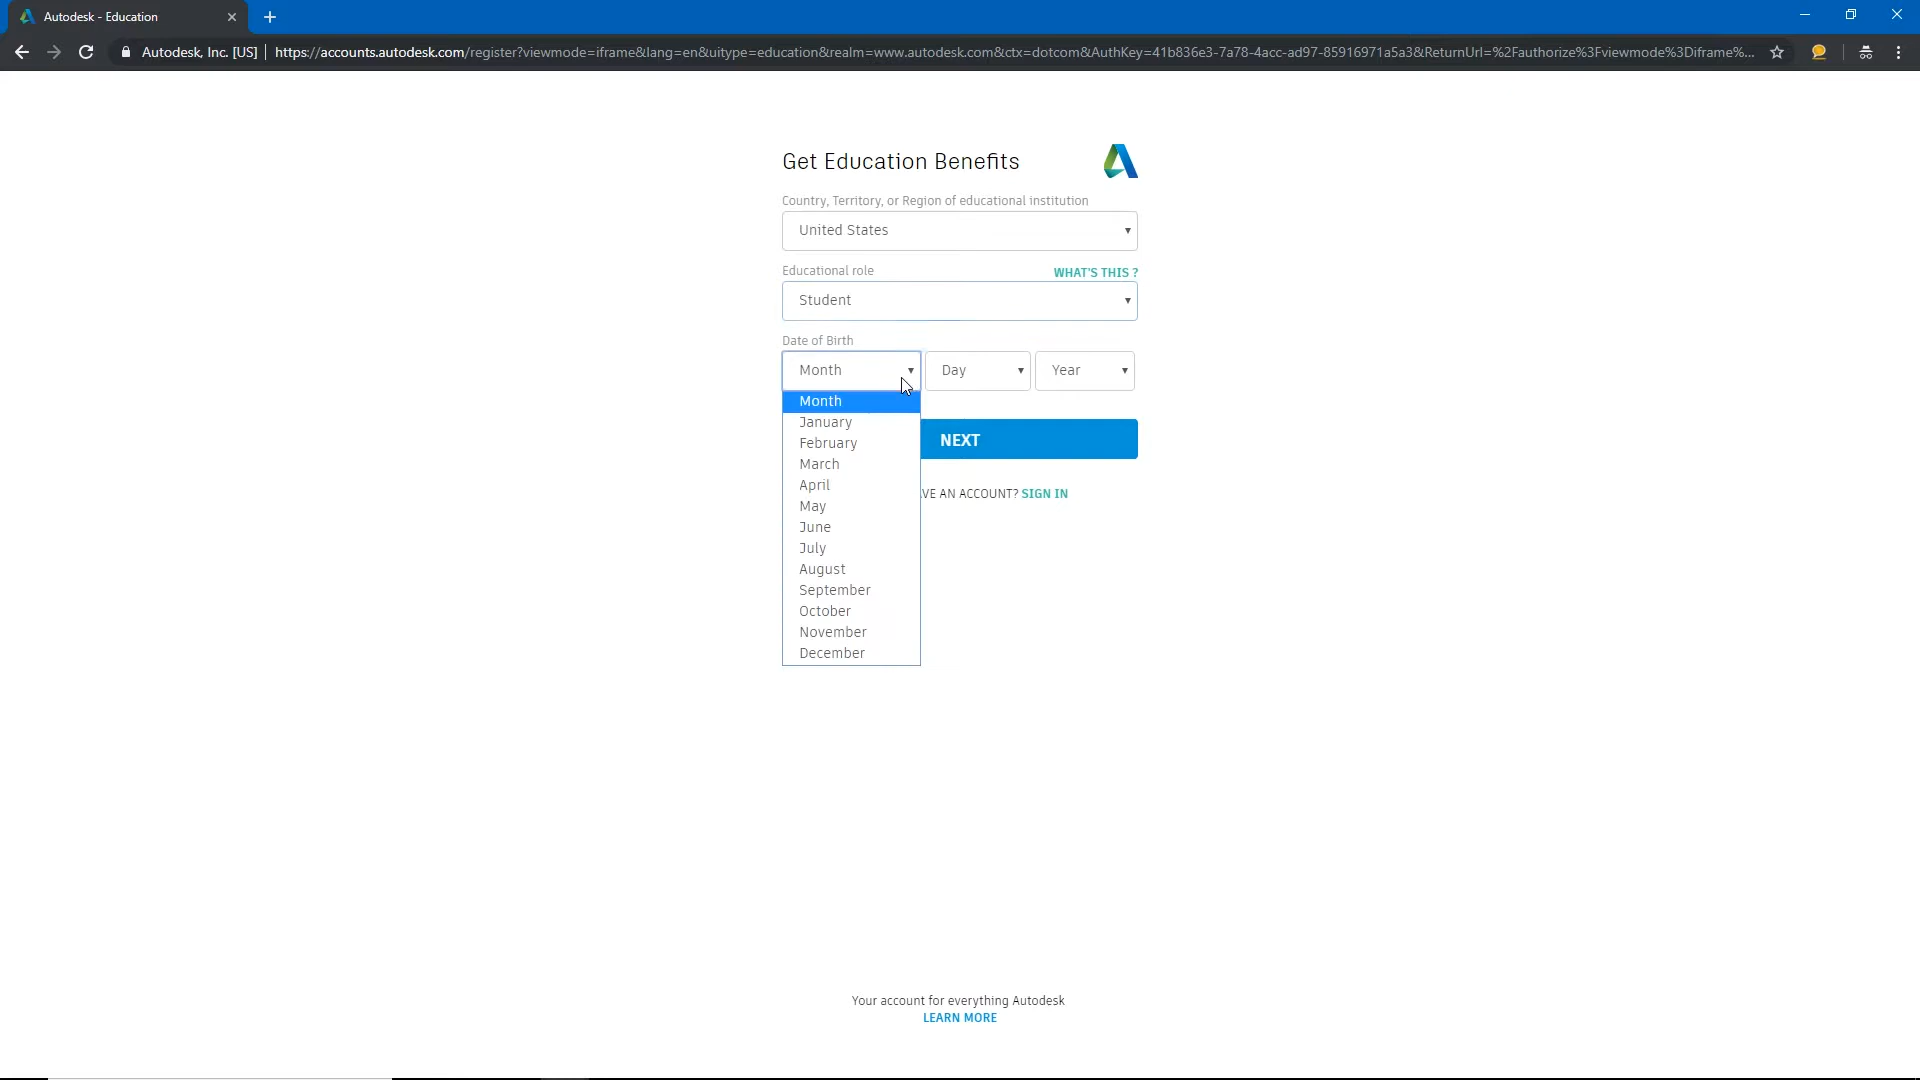 Autodesk - Education
Autodesk, Inc. [US] | https://accounts.autodesk.com/register?viewmode=iframe&lang=en&uitype=education&realm=www.autodesk.com&ctx=dotcom&AuthKey=41b836e3-7a78-4acc-ad97-85916971a5a3&ReturnUrl=%2Fauthorize%3Fviewmode%3Diframe%...
Get Education Benefits
Country, Territory, or Region of educational institution
United States
Educational role WHAT'S THIS ?
Student
Date of Birth
Month Day Year
Month
January
February
March
April
May
June
July
August
September
October
November
December
NEXT
VE AN ACCOUNT? SIGN IN
Your account for everything Autodesk
LEARN MORE